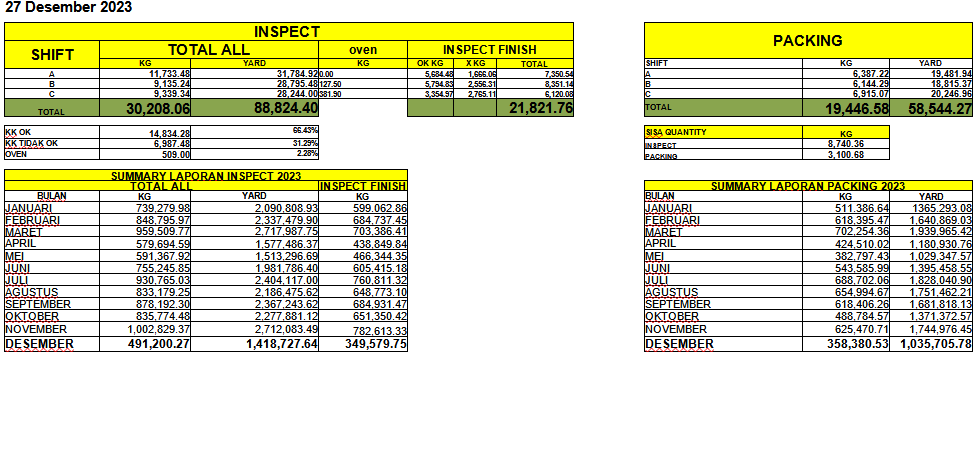 27 Desember 2023
INSPECT
SHIFT TOTAL ALL oven INSPECT FINISH
KG YARD KG OK KG X KG TOTAL
A 11,733.48 31,784.92 0.00 5,684.48 1,666.06 7,350.54
B 9,135.24 28,795.48 127.50 5,794.83 2,556.31 8,351.14
C 9,339.34 28,244.00 381.90 3,354.97 2,765.11 6,120.08
TOTAL 30,208.06 88,824.40 21,821.76
PACKING
SHIFT KG YARD
A 6,387.22 19,481.94
B 6,144.29 18,815.37
C 6,915.07 20,246.96
TOTAL 19,446.58 58,544.27
KK OK 14,834.28 66.43%
KK TIDAK OK 6,987.48 31.29%
OVEN 509.00 2.28%
SISA QUANTITY KG
INSPECT 8,740.36
PACKING 3,100.68
SUMMARY LAPORAN INSPECT 2023
TOTAL ALL INSPECT FINISH
BULAN KG YARD KG
JANUARI 739,279.98 2,090,808.93 599,062.86
FEBRUARI 848,795.97 2,337,479.90 684,737.45
MARET 959,509.77 2,717,987.75 703,386.41
APRIL 579,694.59 1,577,486.37 438,849.84
MEI 591,367.92 1,513,296.69 466,344.35
JUNI 755,245.85 1,981,786.40 605,415.18
JULI 930,765.03 2,404,117.00 760,811.32
AGUSTUS 833,179.25 2,186,475.62 648,773.10
SEPTEMBER 878,192.30 2,367,243.62 684,931.47
OKTOBER 835,774.48 2,277,881.12 651,350.42
NOVEMBER 1,002,829.37 2,712,083.49 782,613.33
DESEMBER 491,200.27 1,418,727.64 349,579.75
SUMMARY LAPORAN PACKING 2023
BULAN KG YARD
JANUARI 511,386.64 1365,293.08
FEBRUARI 618,395.47 1,640,869.03
MARET 702,254.36 1,939,965.42
APRIL 424,510.02 1,180,930.76
MEI 382,797.43 1,029,347.57
JUNI 543,585.99 1,395,458.55
JULI 688,702.06 1,828,040.90
AGUSTUS 654,994.67 1,751,462.21
SEPTEMBER 618,406.26 1,681,818.13
OKTOBER 488,784.57 1,371,372.57
NOVEMBER 625,470.71 1,744,976.45
DESEMBER 358,380.53 1,035,705.78